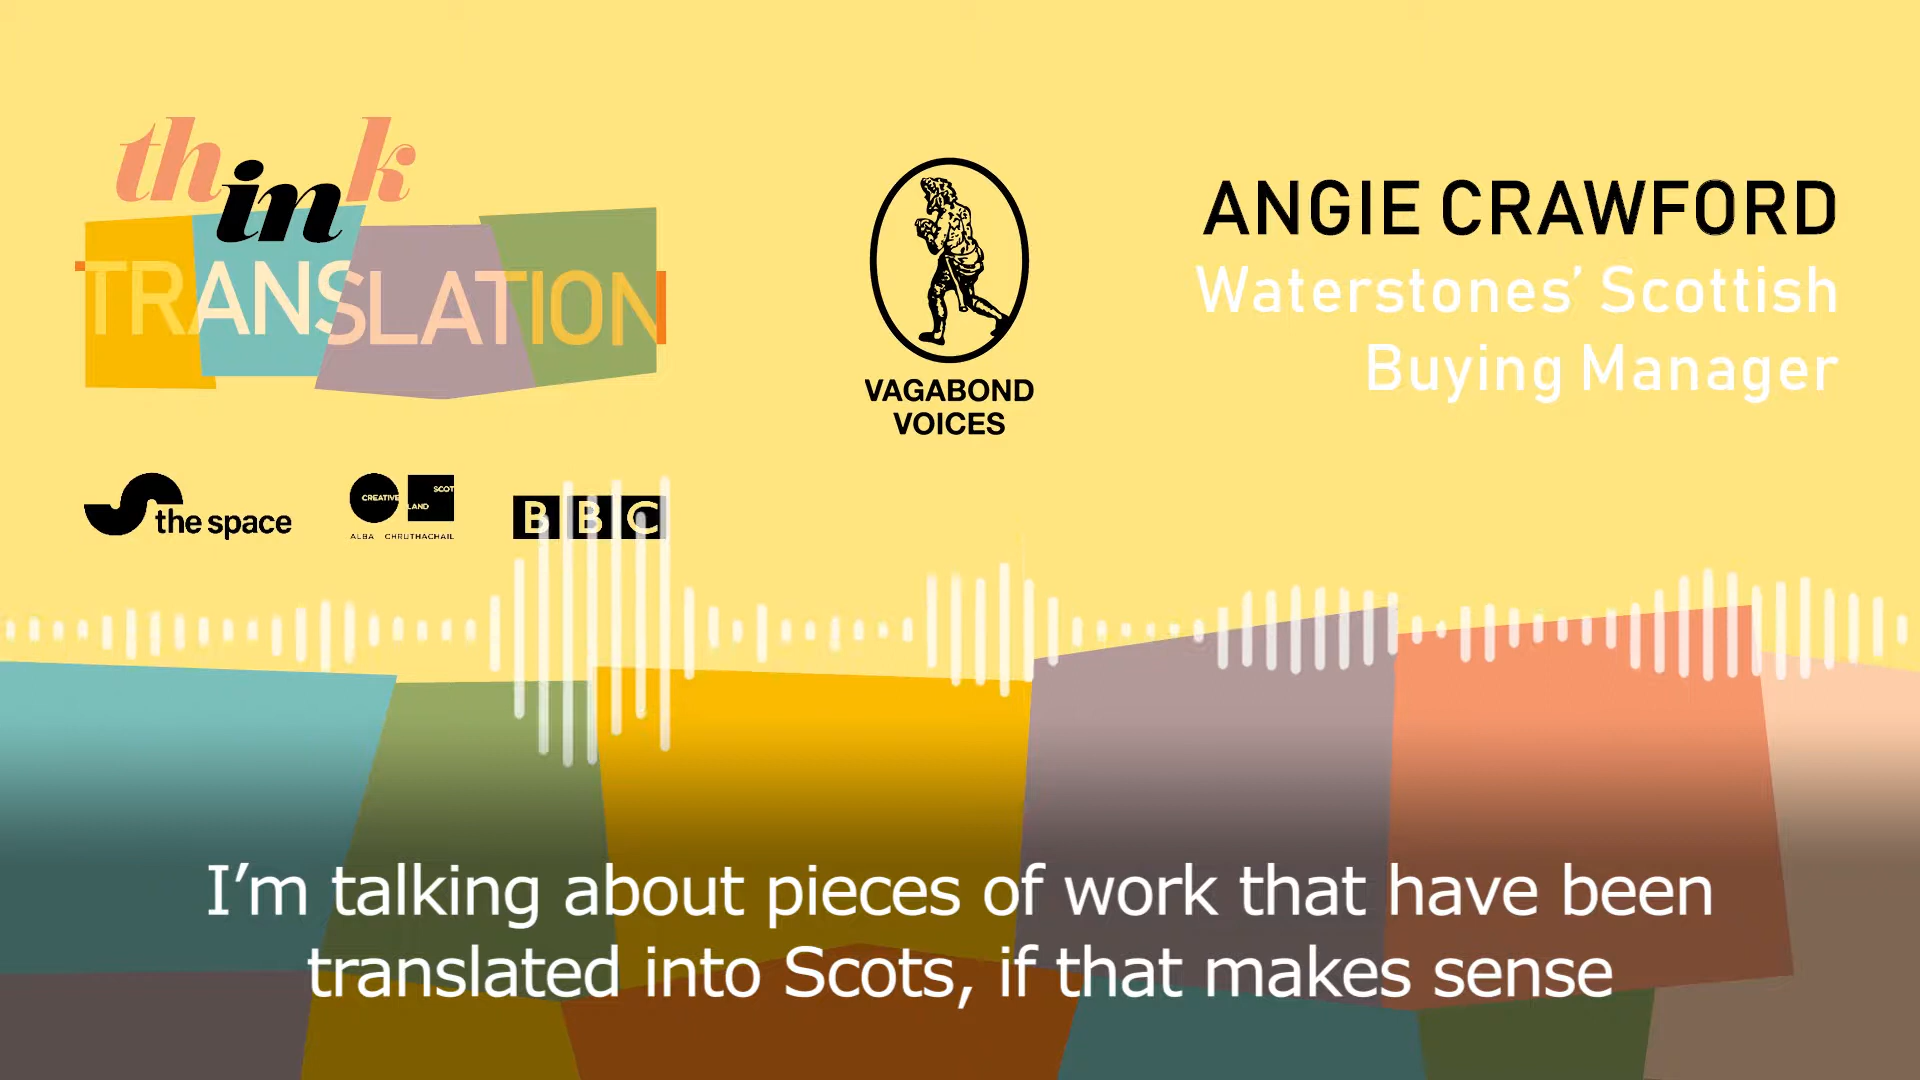 think
TRANSLATION
VAGABOND
VOICES
ANGIE CRAWFORD
Waterstones’ Scottish
Buying Manager
the space
CREATIVE SCOT
LAND
ALBA CHRUTHACHAIL
BBC
I’m talking about pieces of work that have been
translated into Scots, if that makes sense